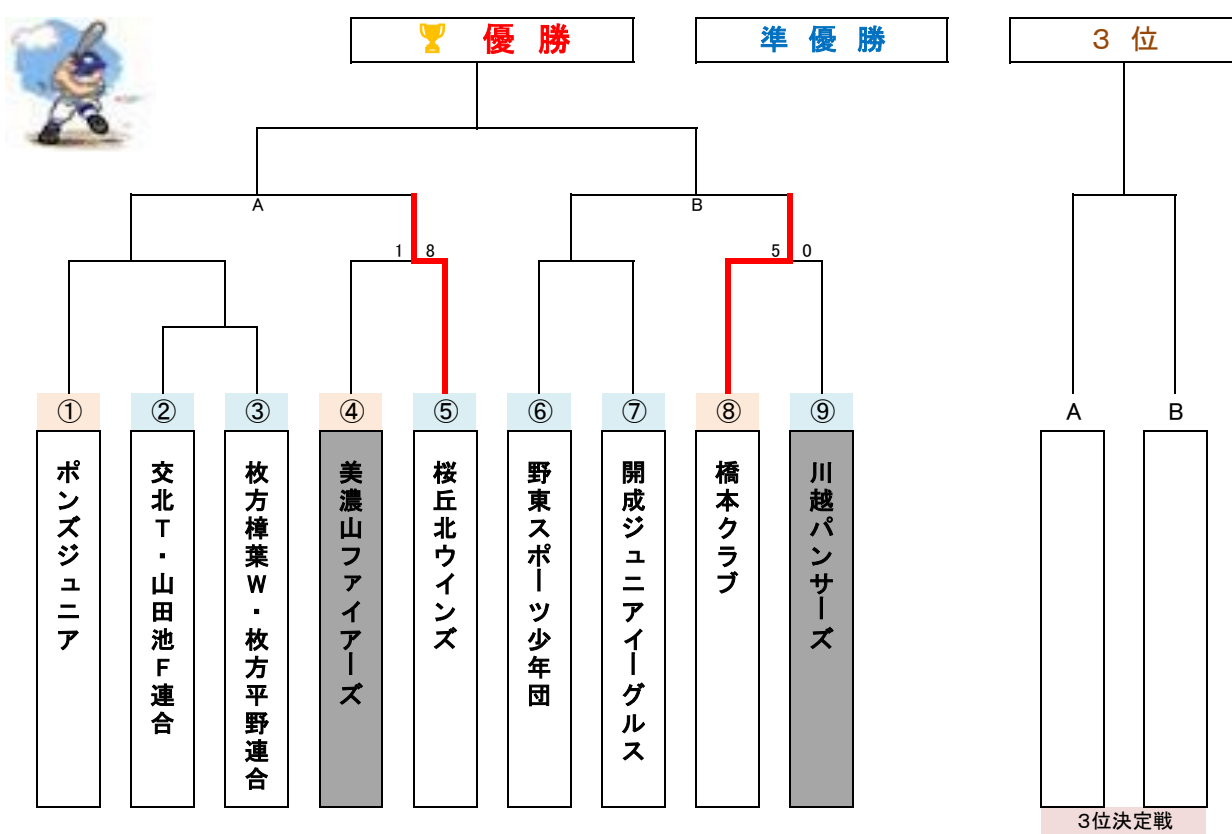 🏆 優勝
準優勝
3位
A
B
1 8
5 0
① ② ③ ④ ⑤ ⑥ ⑦ ⑧ ⑨
A B
ポンズジュニア
交北T・山田池F連合
枚方樟葉W・枚方平野連合
美濃山ファイアーズ
桜丘北ウインズ
野東スポーツ少年団
開成ジュニアイーグルス
橋本クラブ
川越パンサーズ
3位決定戦